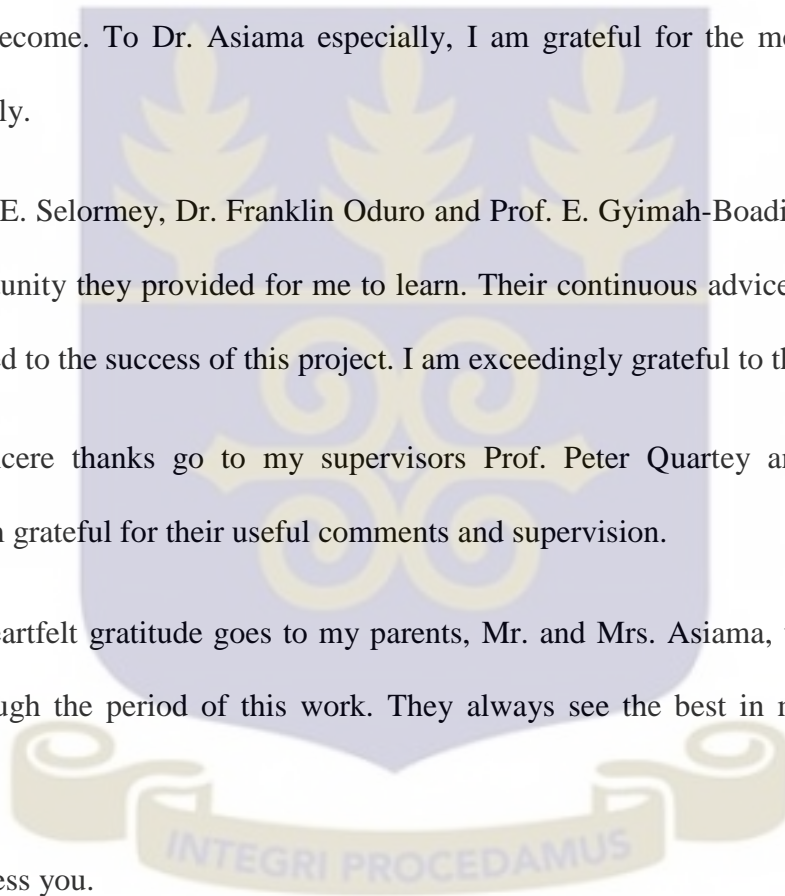 ecome. To Dr. Asiama especially, I am grateful for the me
ly.
E. Selormey, Dr. Franklin Oduro and Prof. E. Gyimah-Boadi
unity they provided for me to learn. Their continuous advice
ed to the success of this project. I am exceedingly grateful to th
cere thanks go to my supervisors Prof. Peter Quartey an
n grateful for their useful comments and supervision.
eartfelt gratitude goes to my parents, Mr. and Mrs. Asiama,
ugh the period of this work. They always see the best in m
INTEGRI PROCEDAMUS
ess you.